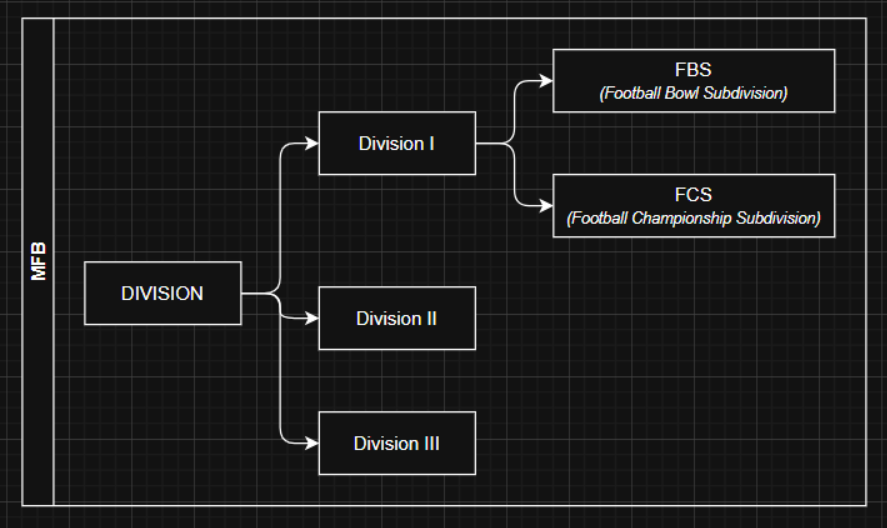 MFB
DIVISION
Division I
Division II
Division III
FBS
(Football Bowl Subdivision)
FCS
(Football Championship Subdivision)